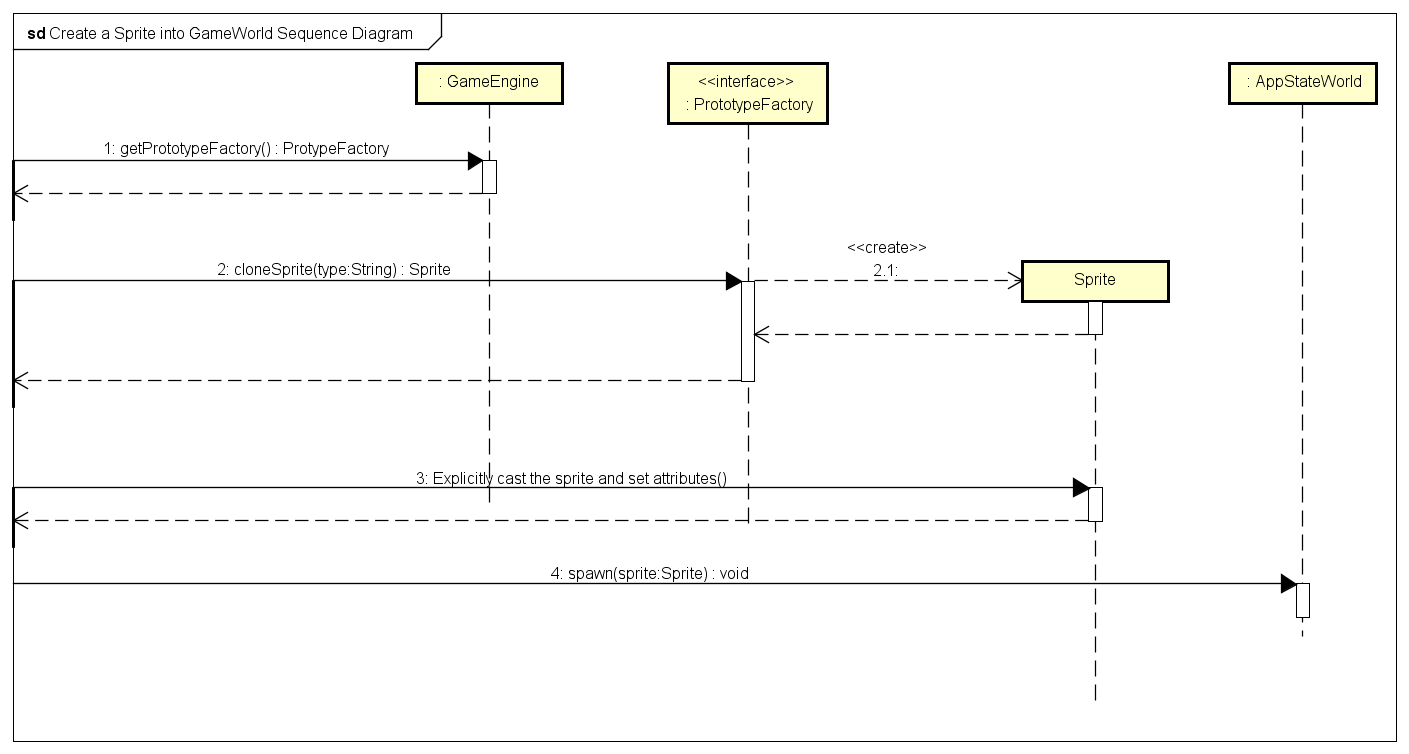 sd Create a Sprite into GameWorld Sequence Diagram
: GameEngine
<<interface>>
: PrototypeFactory
: AppStateWorld
1: getPrototypeFactory() : ProtypeFactory
<<create>>
2: cloneSprite(type:String) : Sprite
2.1:
Sprite
3: Explicitly cast the sprite and set attributes()
4: spawn(sprite:Sprite) : void